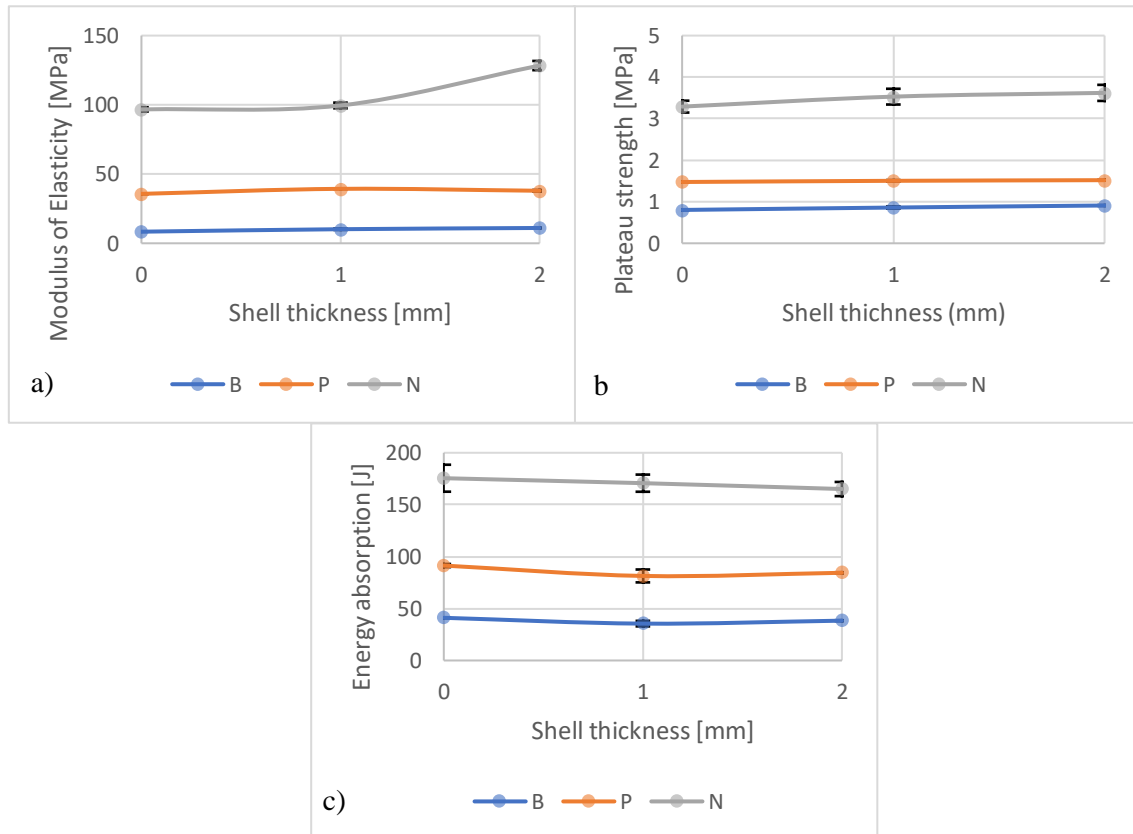 Modulus of Elasticity [MPa]
150
100
50
0
0 1 2
Shell thickness [mm]
B P N
a)
Plateau strength [MPa]
5
4
3
2
1
0
0 1 2
Shell thichness (mm)
B P N
b
Energy absorption [J]
200
150
100
50
0
0 1 2
Shell thickness [mm]
B P N
c)